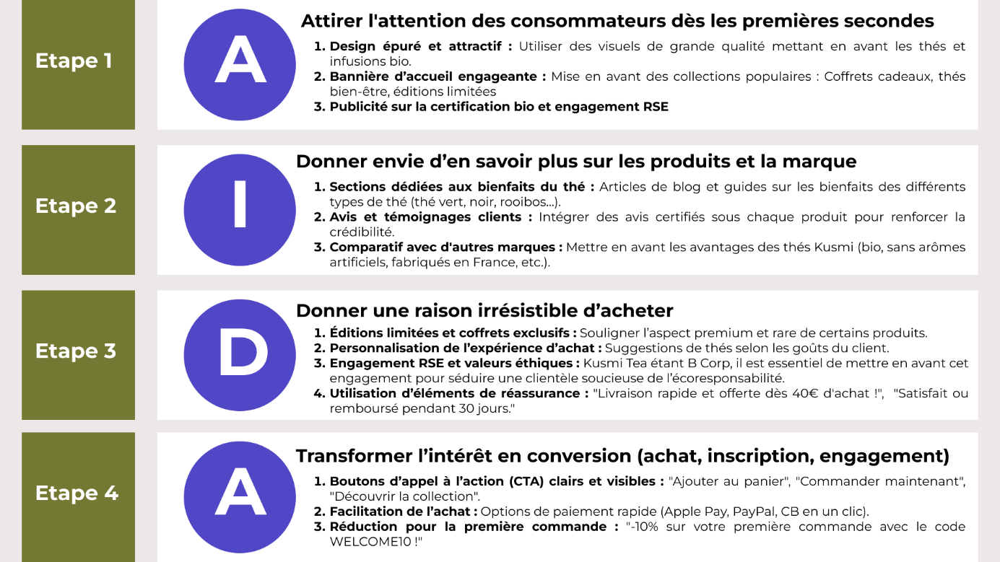 Etape 1
A
Attirer l'attention des consommateurs dès les premières secondes
1. Design épuré et attractif : Utiliser des visuels de grande qualité mettant en avant les thés et
infusions bio.
2. Bannière d’accueil engageante : Mise en avant des collections populaires : Coffrets cadeaux, thés
bien-être, éditions limitées
3. Publicité sur la certification bio et engagement RSE
Etape 2
I
Donner envie d’en savoir plus sur les produits et la marque
1. Sections dédiées aux bienfaits du thé : Articles de blog et guides sur les bienfaits des différents
types de thé (thé vert, noir, rooibos...).
2. Avis et témoignages clients : Intégrer des avis certifiés sous chaque produit pour renforcer la
crédibilité.
3. Comparatif avec d'autres marques : Mettre en avant les avantages des thés Kusmi (bio, sans arômes
artificiels, fabriqués en France, etc.).
Etape 3
D
Donner une raison irrésistible d’acheter
1. Éditions limitées et coffrets exclusifs : Souligner l’aspect premium et rare de certains produits.
2. Personnalisation de l’expérience d’achat : Suggestions de thés selon les goûts du client.
3. Engagement RSE et valeurs éthiques : Kusmi Tea étant B Corp, il est essentiel de mettre en avant cet
engagement pour séduire une clientèle soucieuse de l’écoresponsabilité.
4. Utilisation d’éléments de réassurance : "Livraison rapide et offerte dès 40€ d'achat !", "Satisfait ou
remboursé pendant 30 jours."
Etape 4
A
Transformer l’intérêt en conversion (achat, inscription, engagement)
1. Boutons d’appel à l’action (CTA) clairs et visibles : "Ajouter au panier", "Commander maintenant",
"Découvrir la collection".
2. Facilitation de l’achat : Options de paiement rapide (Apple Pay, PayPal, CB en un clic).
3. Réduction pour la première commande : "-10% sur votre première commande avec le code
WELCOME10 !"